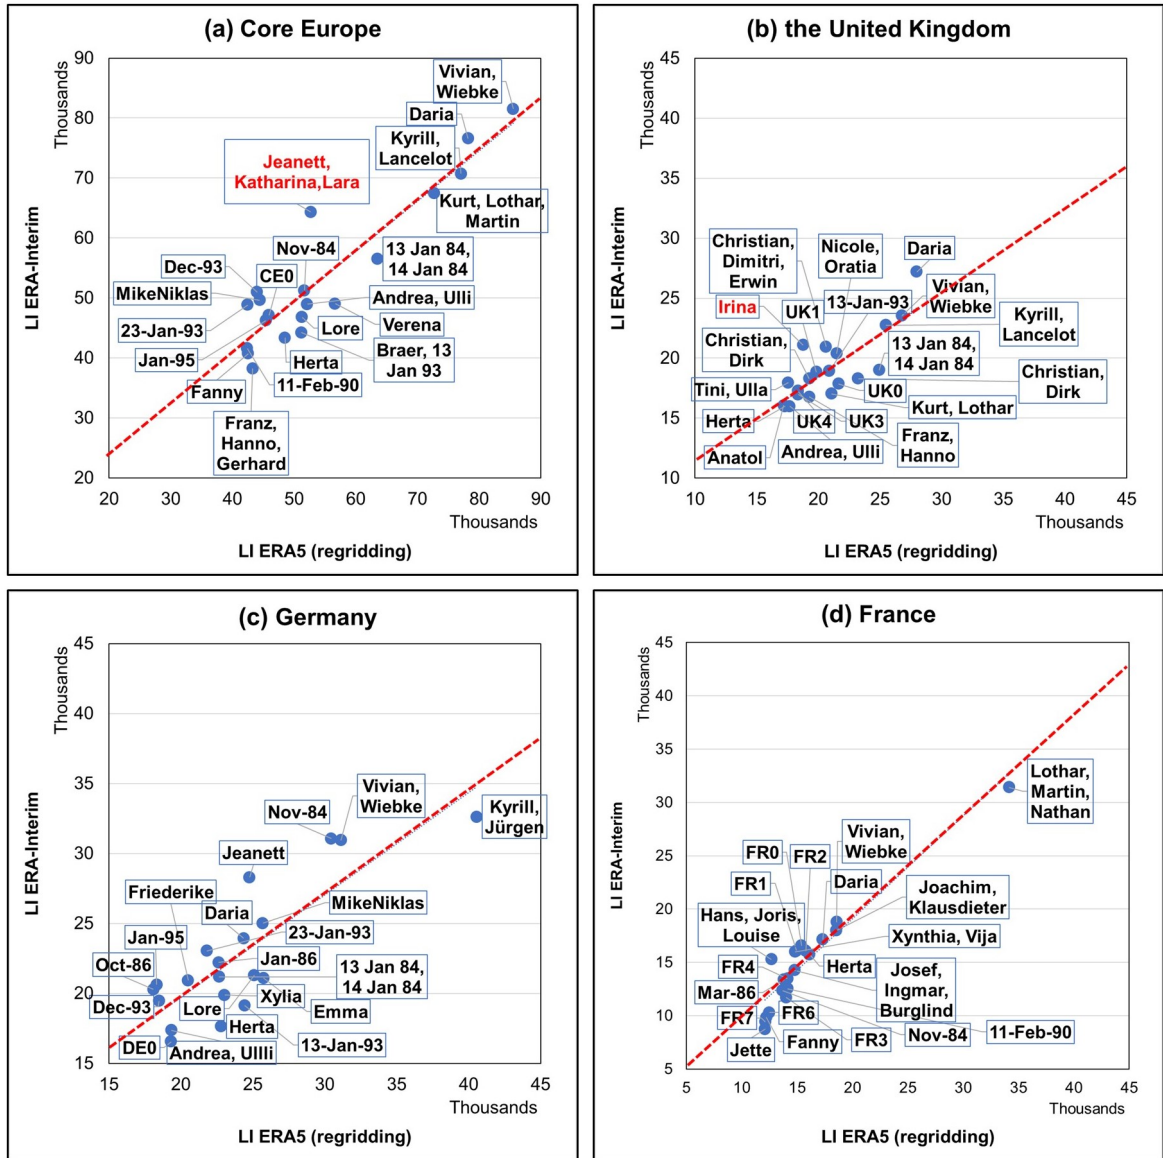 (a) Core Europe
Thousands
90
80
70
60
50
40
30
20
LI ERA-Interim
Vivian,
Wiebke
Daria
Kyrill,
Lancelot
Jeanett,
Katharina,Lara
Kurt, Lothar,
Martin
Nov-84
13 Jan 84,
14 Jan 84
Dec-93
CE0
MikeNiklas
Andrea, Ulli
23-Jan-93
Lore
Verena
Jan-95
Herta
Braer, 13
Jan 93
Fanny
11-Feb-90
Franz,
Hanno,
Gerhard
20 30 40 50 60 70 80 90
Thousands
LI ERA5 (regridding)
(b) the United Kingdom
Thousands
45
40
35
30
25
20
15
10
LI ERA-Interim
Christian,
Dimitri,
Erwin
Nicole,
Oratia
Daria
Irina
UK1
13-Jan-93
Vivian,
Wiebke
Kyrill,
Lancelot
Christian,
Dirk
13 Jan 84,
14 Jan 84
Tini, Ulla
UK0
Christian,
Dirk
Kurt, Lothar
Herta
UK4
UK3
Anatol
Andrea, Ulli
Franz,
Hanno
10 15 20 25 30 35 40 45
Thousands
LI ERA5 (regridding)
(c) Germany
Thousands
45
40
35
30
25
20
15
LI ERA-Interim
Nov-84
Vivian,
Wiebke
Kyrill,
Jürgen
Jeanett
Friederike
Daria
MikeNiklas
Jan-95
23-Jan-93
Oct-86
Jan-86
13 Jan 84,
14 Jan 84
Dec-93
Lore
Xylia
Emma
Herta
13-Jan-93
DE0
Andrea, Ullli
15 20 25 30 35 40 45
Thousands
LI ERA5 (regridding)
(d) France
Thousands
45
40
35
30
25
20
15
10
5
LI ERA-Interim
Lothar,
Martin,
Nathan
FR0
FR2
Vivian,
Wiebke
FR1
Daria
Joachim,
Klausdieter
Hans, Joris,
Louise
Xynthia, Vija
FR4
Herta
Josef,
Ingmar,
Burglind
Mar-86
FR7
FR6
Nov-84
11-Feb-90
Jette
Fanny
FR3
5 10 15 20 25 30 35 40 45
Thousands
LI ERA5 (regridding)